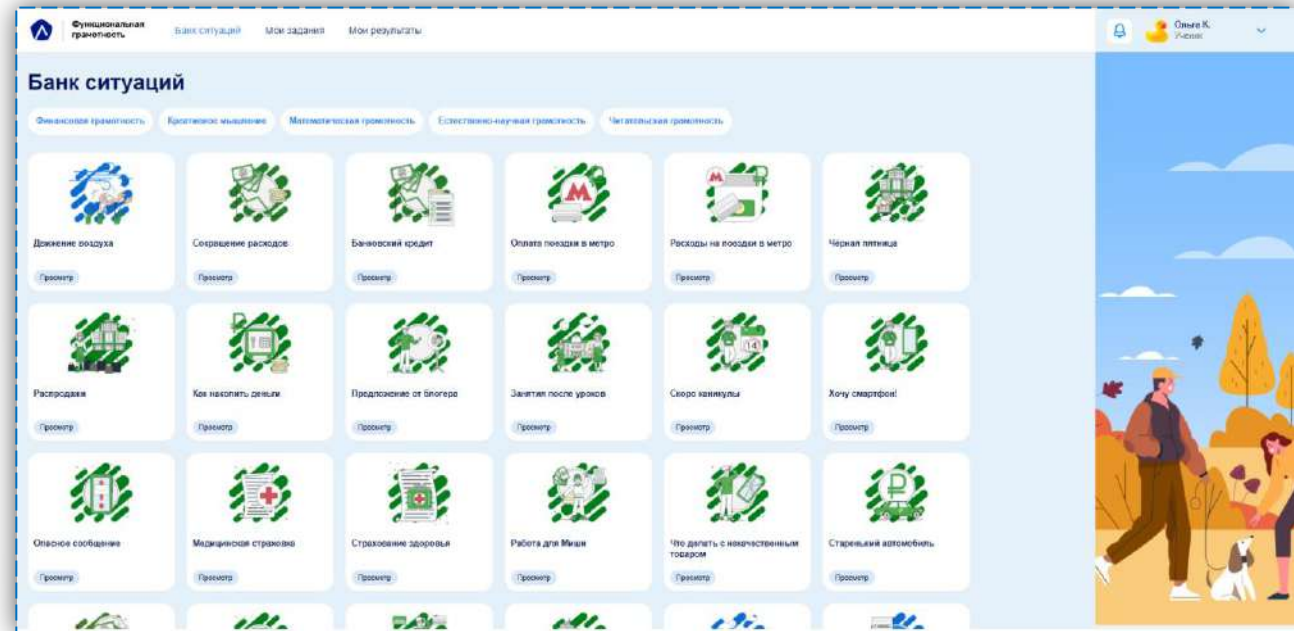 Функциональная
грамотность
Банк ситуаций
Мои задания
Мои результаты
Ольга К.
Ученик
Банк ситуаций
Финансовая грамотность
Креативное мышление
Математическая грамотность
Естественно-научная грамотность
Читательская грамотность
Движение воздуха
Сокращение расходов
Банковский кредит
Оплата поездки в метро
Расходы на поездки в метро
Чёрная пятница
Просмотр
Просмотр
Просмотр
Просмотр
Просмотр
Просмотр
Распродажа
Как накопить деньги
Предложение от блогера
Занятия после уроков
Скоро каникулы
Хочу смартфон!
Просмотр
Просмотр
Просмотр
Просмотр
Просмотр
Просмотр
Опасное сообщение
Медицинская страховка
Страхование здоровья
Работа для Миши
Что делать с некачественным
товаром
Старенький автомобиль
Просмотр
Просмотр
Просмотр
Просмотр
Просмотр
Просмотр